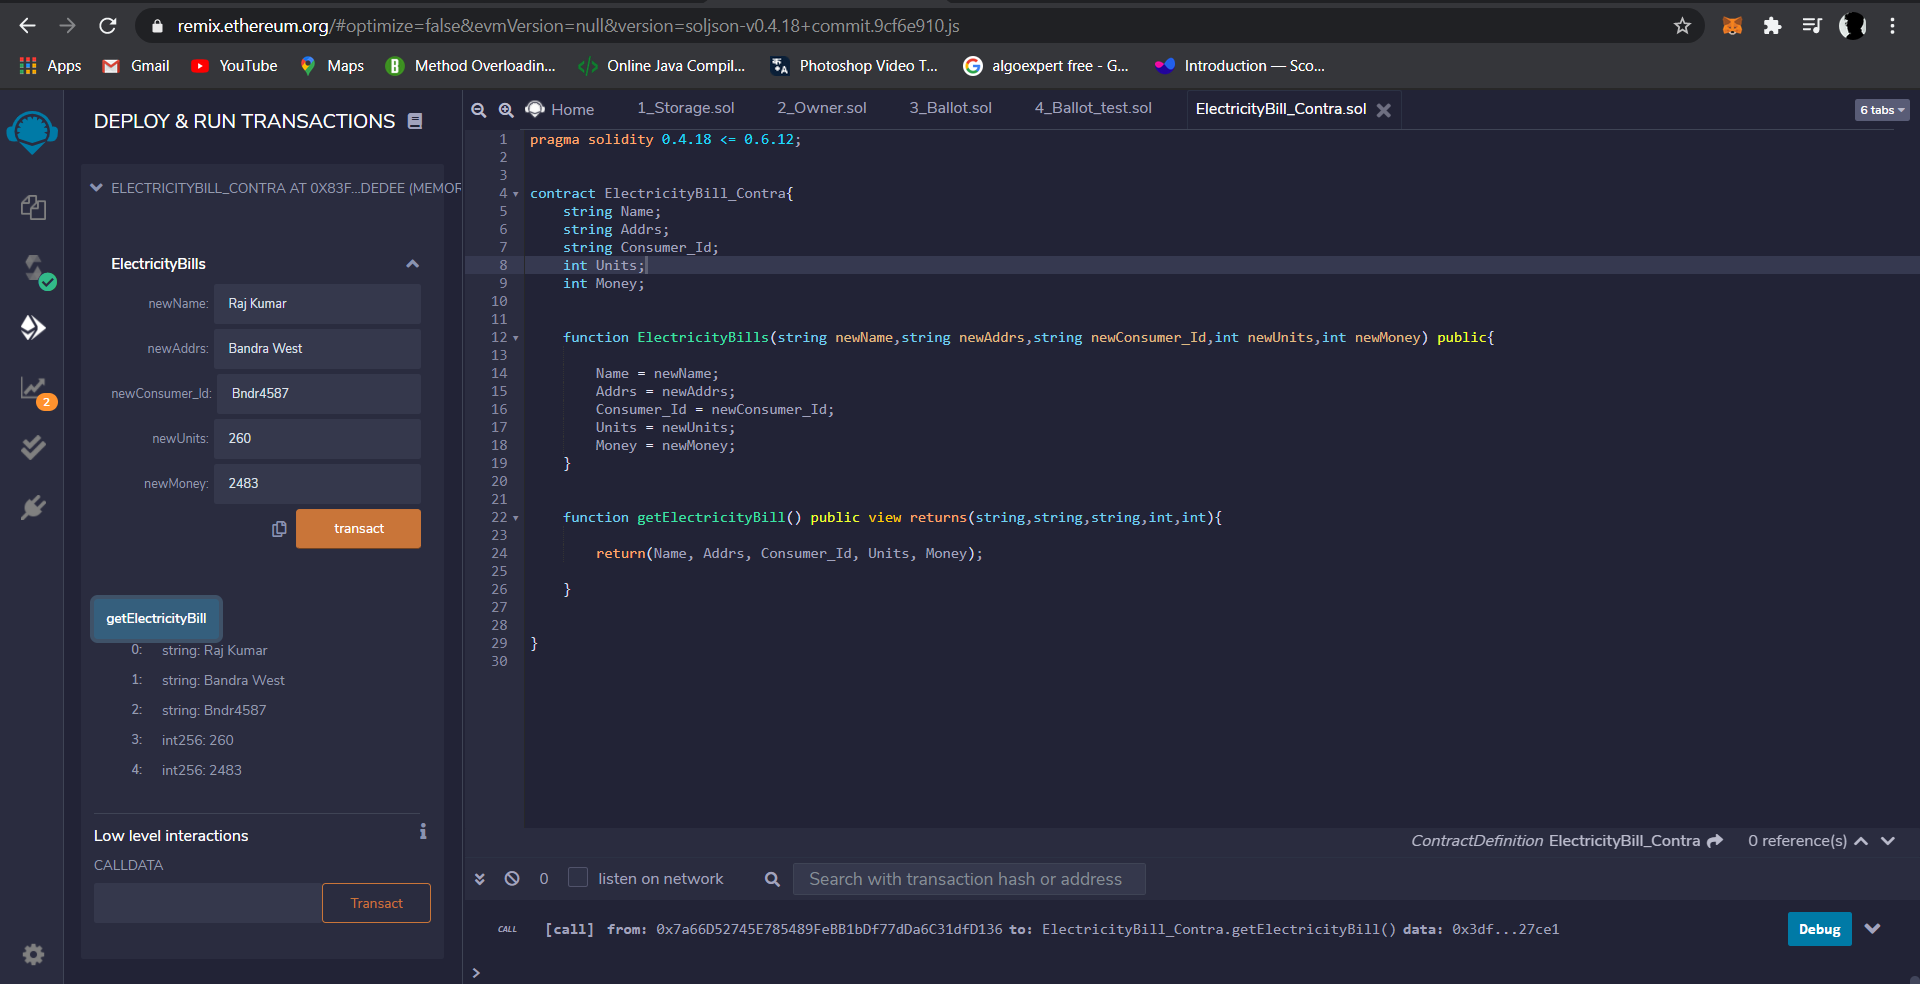 remix.ethereum.org/#optimize=false&evmVersion=null&version=soljson-v0.4.18+commit.9cf6e910.js
Apps Gmail YouTube Maps Method Overloadin... Online Java Compil... Photoshop Video T... algoexpert free - G... Introduction — Sco...
DEPLOY & RUN TRANSACTIONS
ELECTRICITYBILL_CONTRA AT 0X83F...DEDEE (MEMOR
ElectricityBills
newName: Raj Kumar
newAddrs: Bandra West
newConsumer_Id: Bndr4587
newUnits: 260
newMoney: 2483
transact
getElectricityBill
0: string: Raj Kumar
1: string: Bandra West
2: string: Bndr4587
3: int256: 260
4: int256: 2483
Low level interactions
CALLDATA
Transact
2
Home 1_Storage.sol 2_Owner.sol 3_Ballot.sol 4_Ballot_test.sol ElectricityBill_Contra.sol 6 tabs
1 pragma solidity 0.4.18 <= 0.6.12;
2
3
4 contract ElectricityBill_Contra{
5 string Name;
6 string Addrs;
7 string Consumer_Id;
8 int Units;
9 int Money;
10
11
12 function ElectricityBills(string newName,string newAddrs,string newConsumer_Id,int newUnits,int newMoney) public{
13
14 Name = newName;
15 Addrs = newAddrs;
16 Consumer_Id = newConsumer_Id;
17 Units = newUnits;
18 Money = newMoney;
19 }
20
21
22 function getElectricityBill() public view returns(string,string,string,int,int){
23
24 return(Name, Addrs, Consumer_Id, Units, Money);
25
26 }
27
28
29 }
30
ContractDefinition ElectricityBill_Contra 0 reference(s)
0 listen on network Search with transaction hash or address
CALL [call] from: 0x7a66D52745E785489FeBB1bDf77dDa6C31dfD136 to: ElectricityBill_Contra.getElectricityBill() data: 0x3df...27ce1 Debug
>